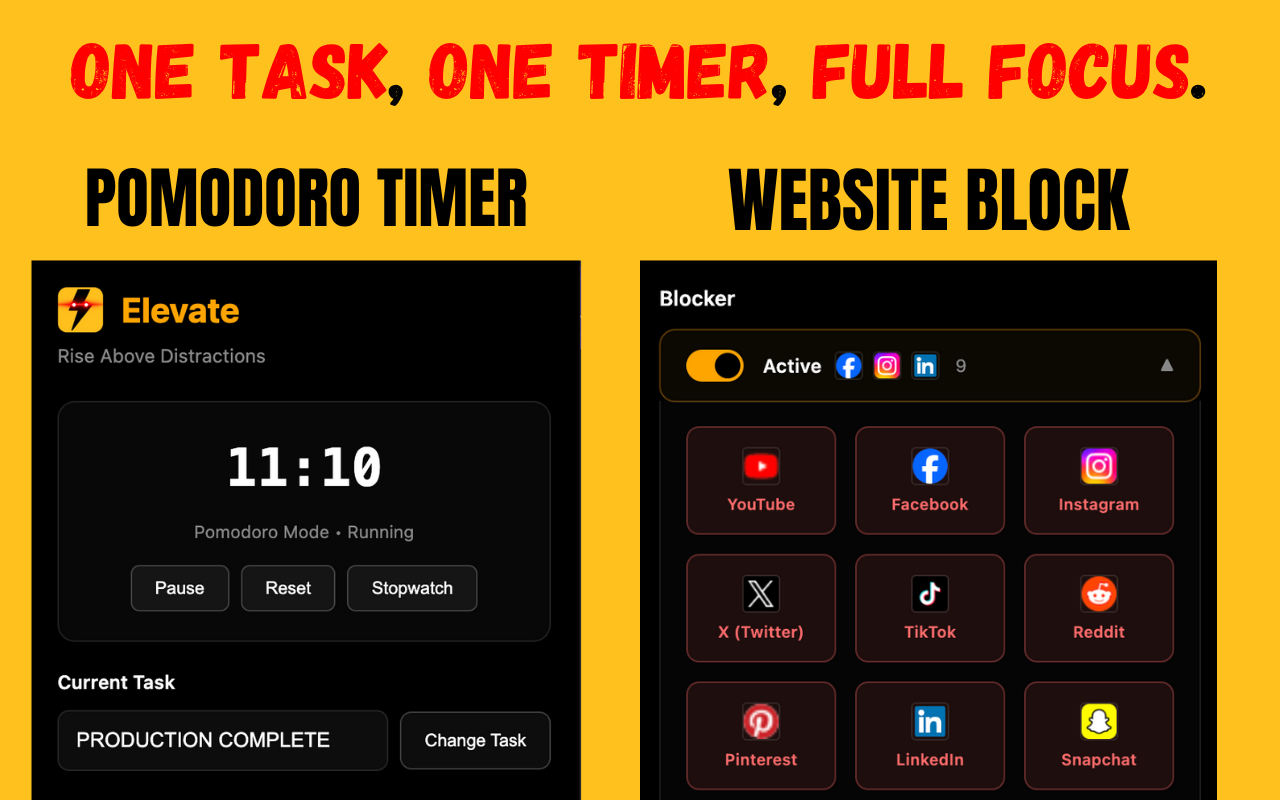 ONE TASK, ONE TIMER, FULL FOCUS.
POMODORO TIMER
Elevate
Rise Above Distractions
11:10
Pomodoro Mode • Running
Pause Reset Stopwatch
Current Task
PRODUCTION COMPLETE Change Task
WEBSITE BLOCK
Blocker
Active 9
YouTube Facebook Instagram
X (Twitter) TikTok Reddit
Pinterest LinkedIn Snapchat